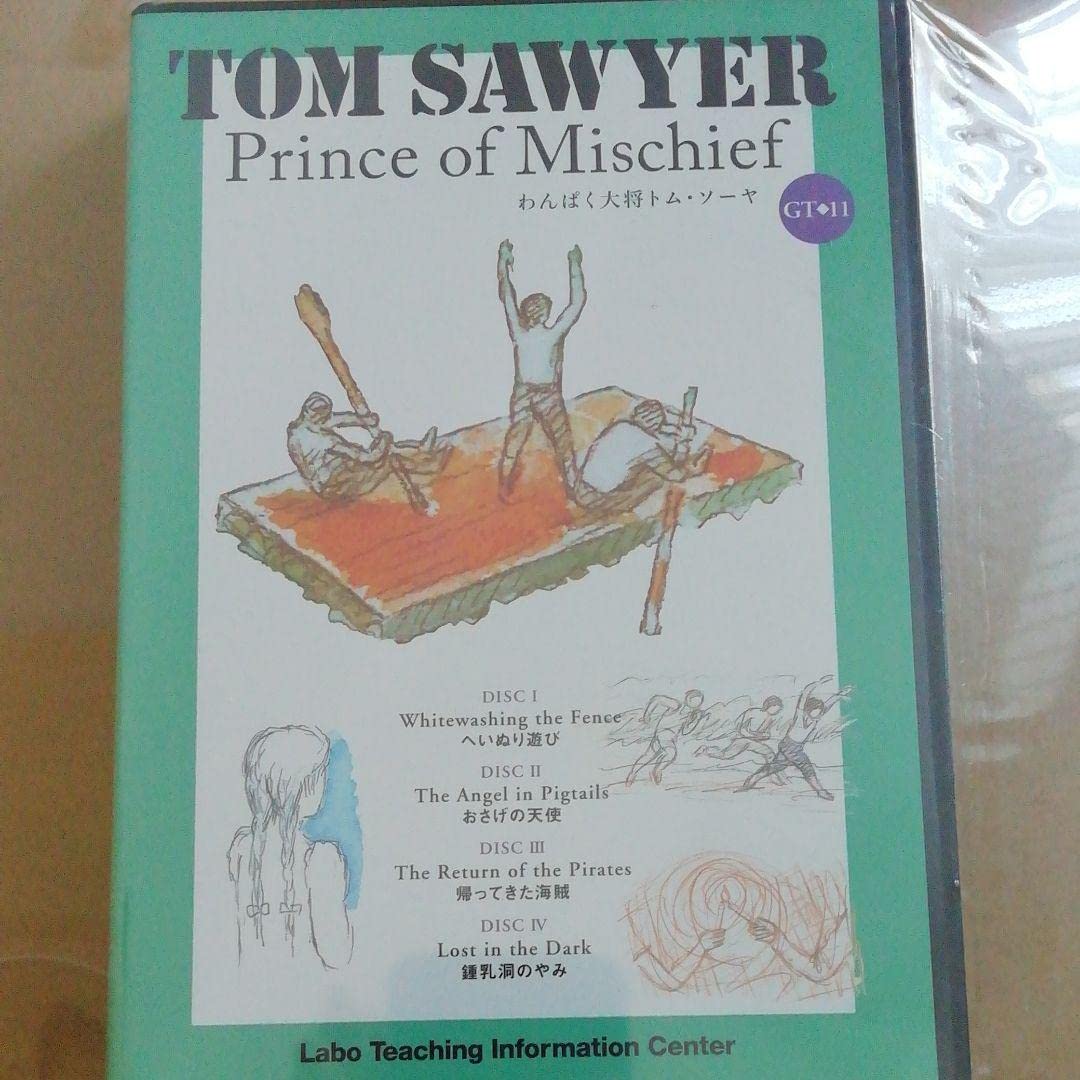 TOM SAWYER
Prince of Mischief
わんぱく大将トム・ソーヤ
GT◆11
DISC I
Whitewashing the Fence
へいぬり遊び
DISC II
The Angel in Pigtails
おさげの天使
DISC III
The Return of the Pirates
帰ってきた海賊
DISC IV
Lost in the Dark
鍾乳洞のやみ
Labo Teaching Information Center